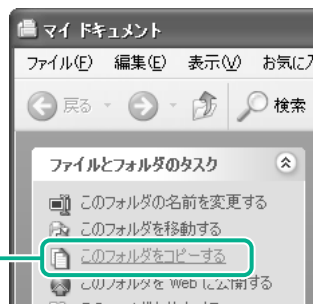 マイ ドキュメント
ファイル(F) 編集(E) 表示(V) お気に入
戻る 検索
ファイルとフォルダのタスク
このフォルダの名前を変更する
このフォルダを移動する
このフォルダをコピーする
このフォルダを Web に公開する